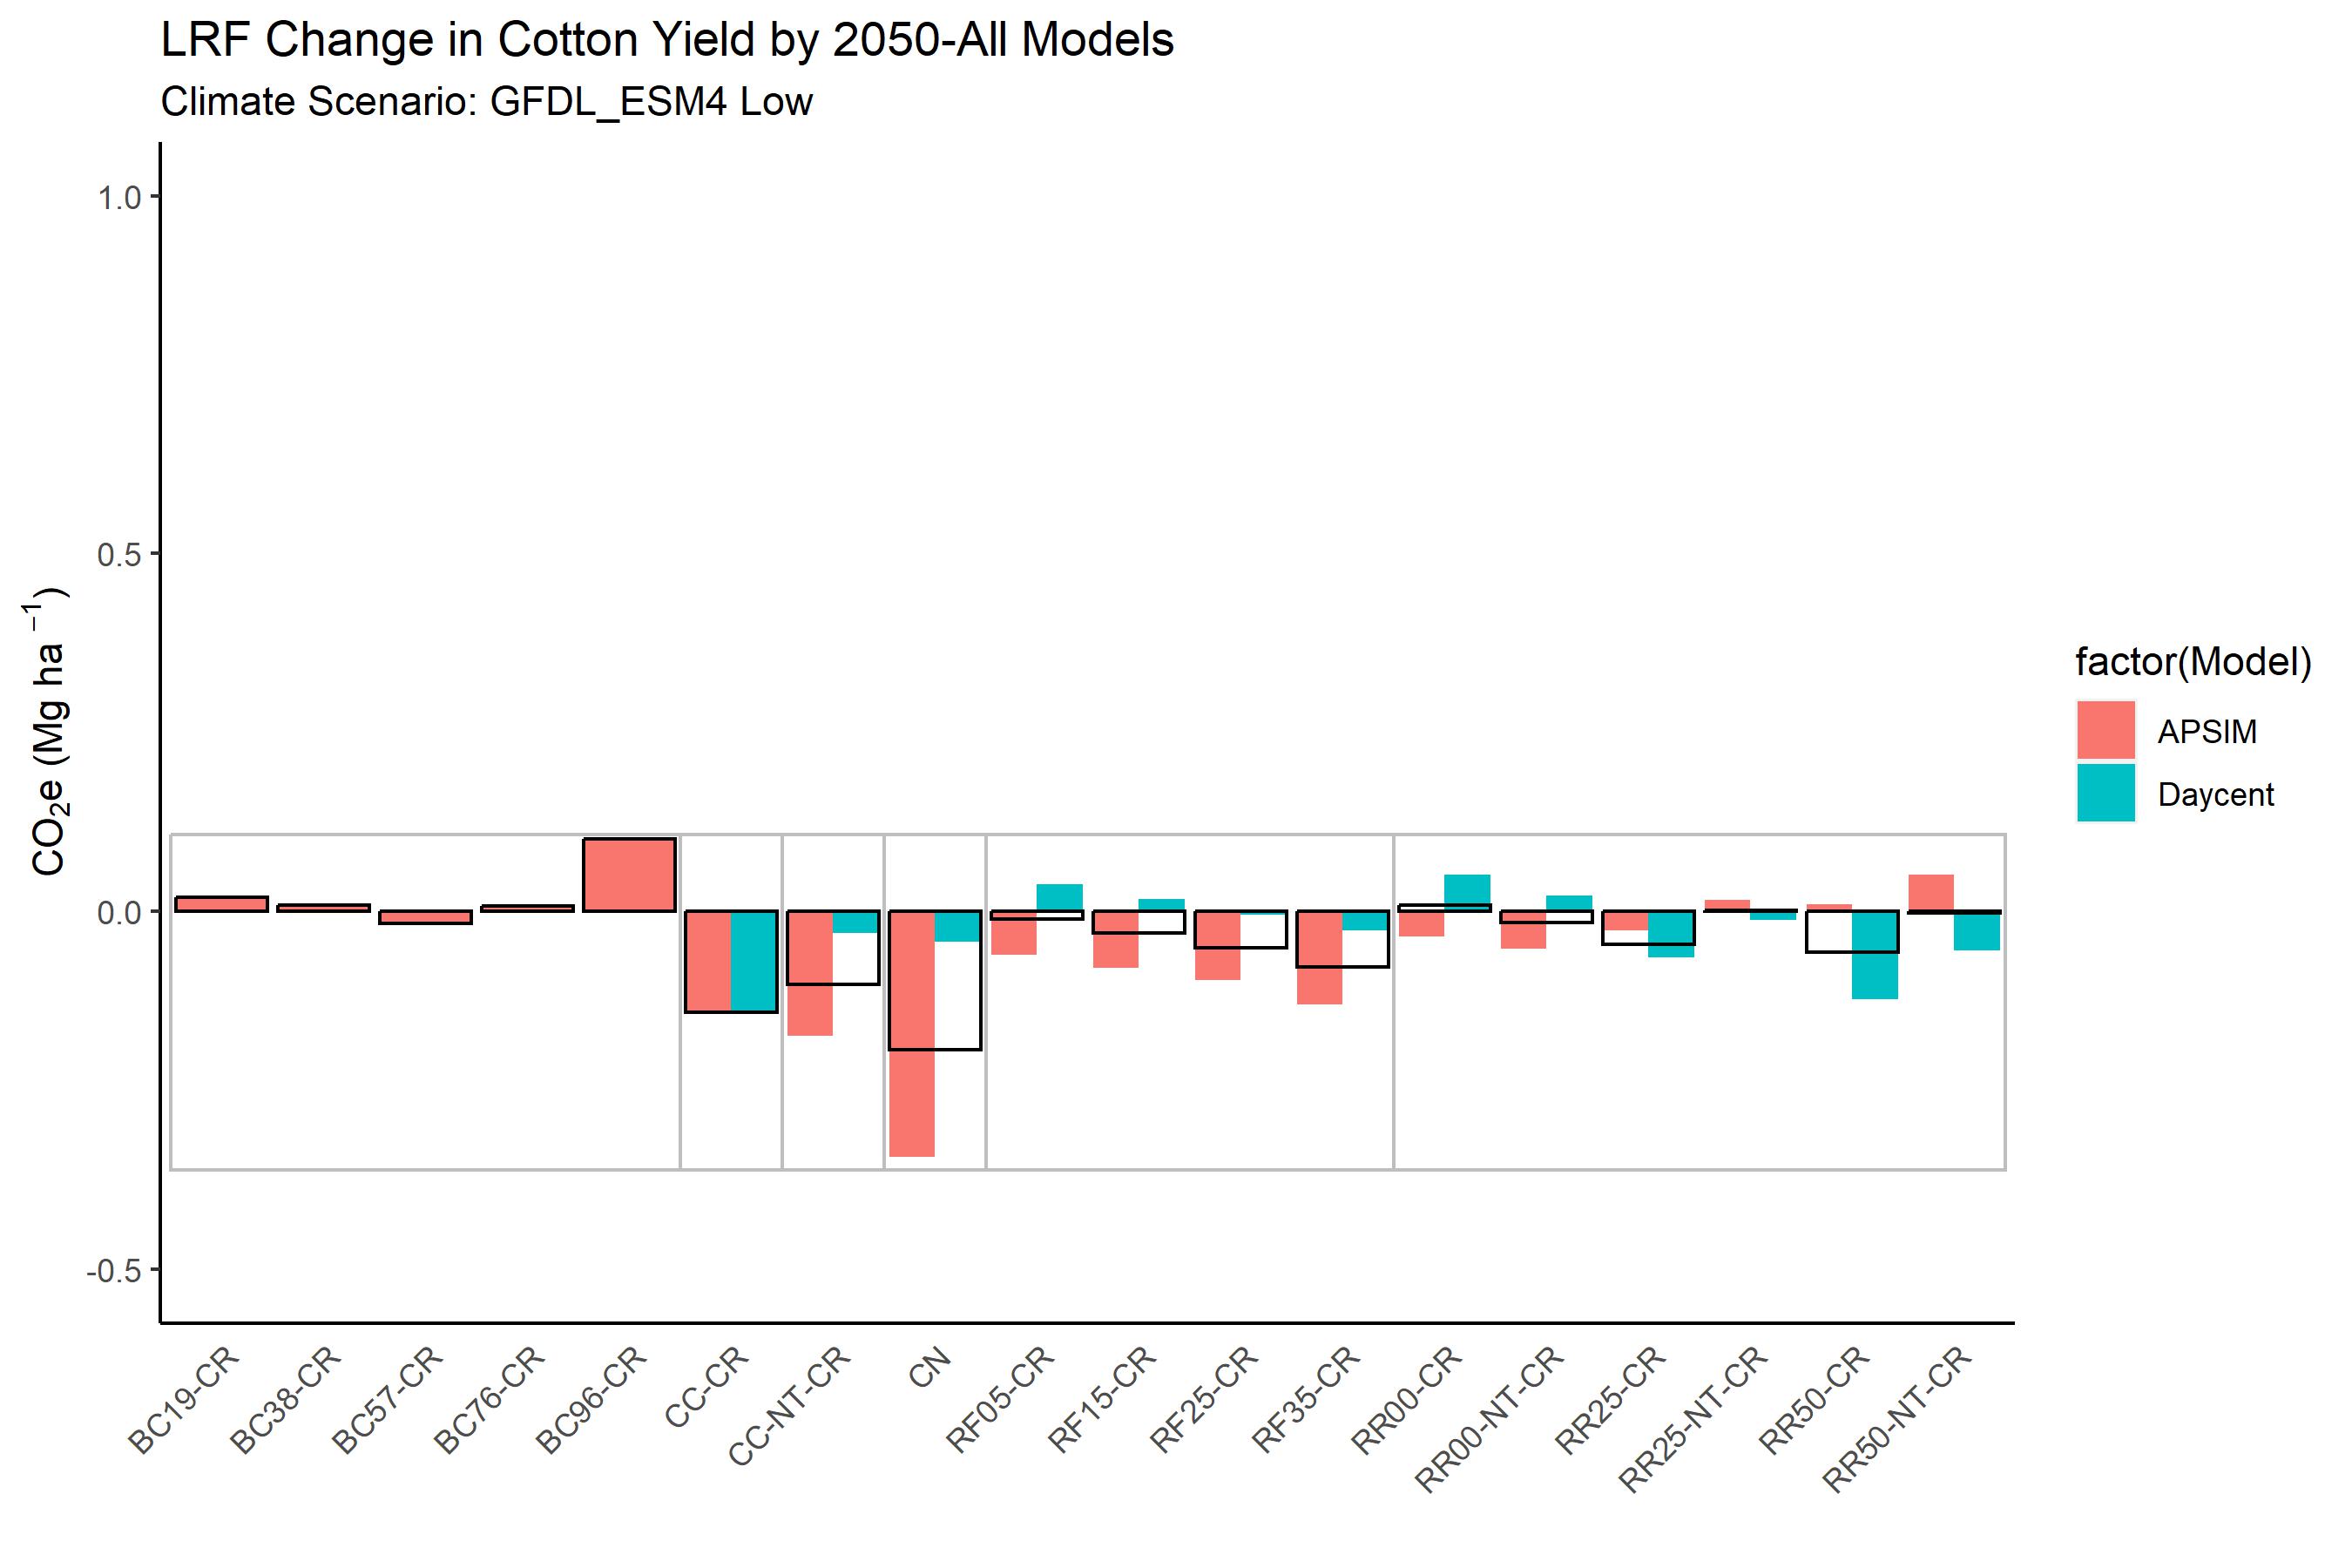 LRF Change in Cotton Yield by 2050-All Models
Climate Scenario: GFDL_ESM4 Low
CO₂e (Mg ha ⁻¹)
1.0
0.5
0.0
-0.5
BC19-CR
BC38-CR
BC57-CR
BC76-CR
BC96-CR
CC-CR
CC-NT-CR
CN
RF05-CR
RF15-CR
RF25-CR
RF35-CR
RR00-CR
RR00-NT-CR
RR25-CR
RR25-NT-CR
RR50-CR
RR50-NT-CR
factor(Model)
APSIM
Daycent